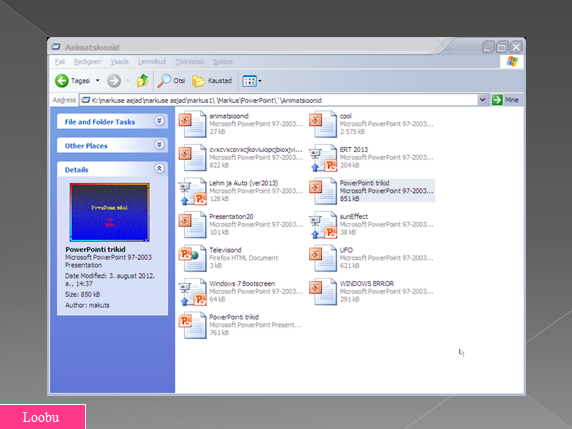 Animatsioonid
Fail Redigeeri Vaade Lemmikud Tööriistad Spikker
Tagasi Otsi Kaustad
Aadress K:\markuse asjad\markuse asjad\markus1\ \Markus\PowerPoint\ \Animatsioonid Mine
File and Folder Tasks
Other Places
Details
PowerPoint trikid
PowerPointi trikid
Microsoft PowerPoint 97-2003
Presentation
Date Modified: 3. august 2012.
a., 14:37
Size: 850 kB
Author: makuts
animatsioonid
Microsoft PowerPoint 97-2003...
27 kB
cool
Microsoft PowerPoint 97-2003...
2 575 kB
Microsoft PowerPoint 97-2003...
822 kB
ERT 2013
Microsoft PowerPoint 97-2003...
204 kB
Lehm ja Auto (ver2013)
Microsoft PowerPoint 97-2003...
128 kB
PowerPointi trikid
Microsoft PowerPoint 97-2003...
851 kB
Presentation20
Microsoft PowerPoint 97-2003...
101 kB
sunEffect
Microsoft PowerPoint 97-2003...
38 kB
Televiisorid
Firefox HTML Document
3 kB
UFO
Microsoft PowerPoint 97-2003...
621 kB
Windows 7 Bootscreen
Microsoft PowerPoint 97-2003...
64 kB
WINDOWS ERROR
Microsoft PowerPoint 97-2003...
291 kB
PowerPointi trikid
Microsoft PowerPoint Present...
761 kB
Loobu